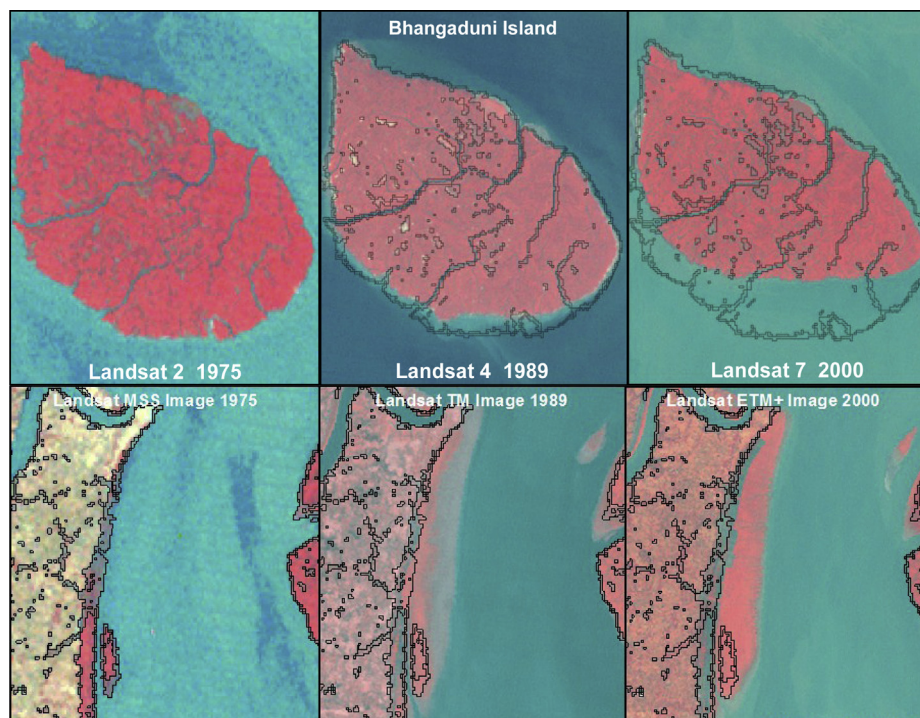 Bhangaduni Island
Landsat 2 1975
Landsat 4 1989
Landsat 7 2000
Landsat MSS Image 1975
Landsat TM Image 1989
Landsat ETM+ Image 2000